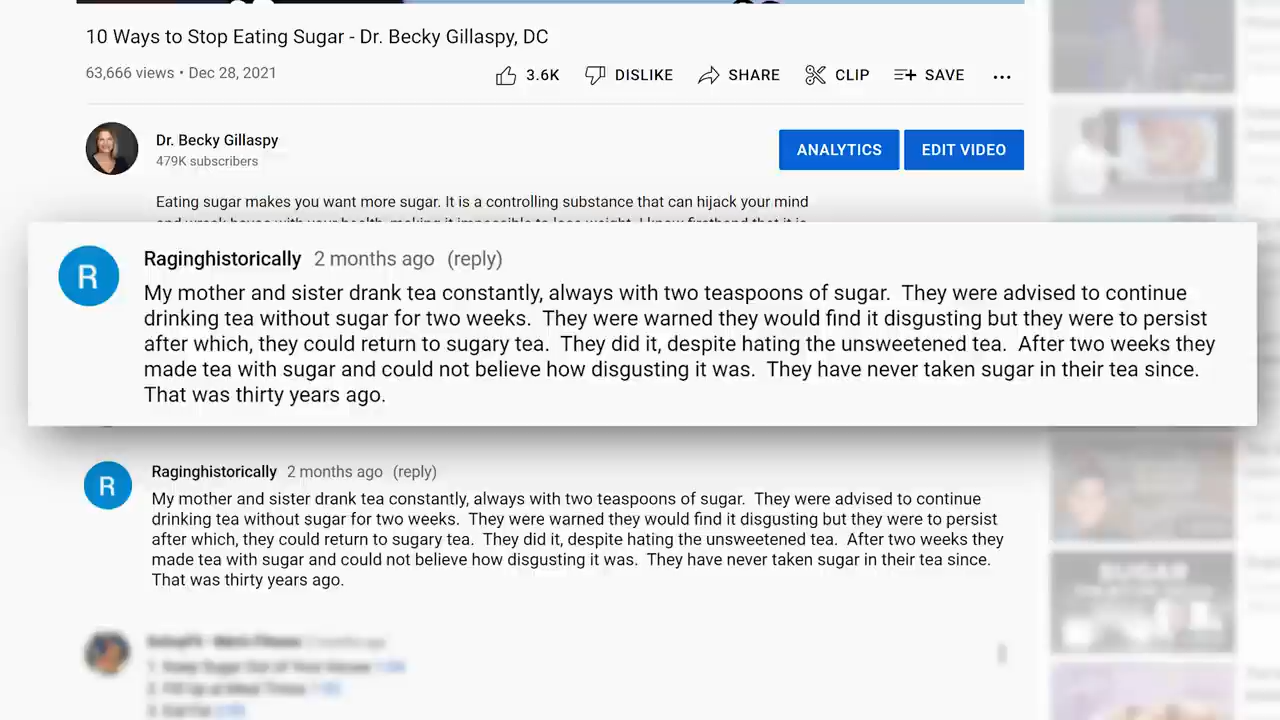 10 Ways to Stop Eating Sugar - Dr. Becky Gillaspy, DC
63,666 views • Dec 28, 2021
3.6K DISLIKE SHARE CLIP SAVE ...
Dr. Becky Gillaspy
479K subscribers
ANALYTICS EDIT VIDEO
Eating sugar makes you want more sugar. It is a controlling substance that can hijack your mind
R
Raginghistorically 2 months ago (reply)
My mother and sister drank tea constantly, always with two teaspoons of sugar. They were advised to continue
drinking tea without sugar for two weeks. They were warned they would find it disgusting but they were to persist
after which, they could return to sugary tea. They did it, despite hating the unsweetened tea. After two weeks they
made tea with sugar and could not believe how disgusting it was. They have never taken sugar in their tea since.
That was thirty years ago.
R
Raginghistorically 2 months ago (reply)
My mother and sister drank tea constantly, always with two teaspoons of sugar. They were advised to continue
drinking tea without sugar for two weeks. They were warned they would find it disgusting but they were to persist
after which, they could return to sugary tea. They did it, despite hating the unsweetened tea. After two weeks they
made tea with sugar and could not believe how disgusting it was. They have never taken sugar in their tea since.
That was thirty years ago.
SUGAR